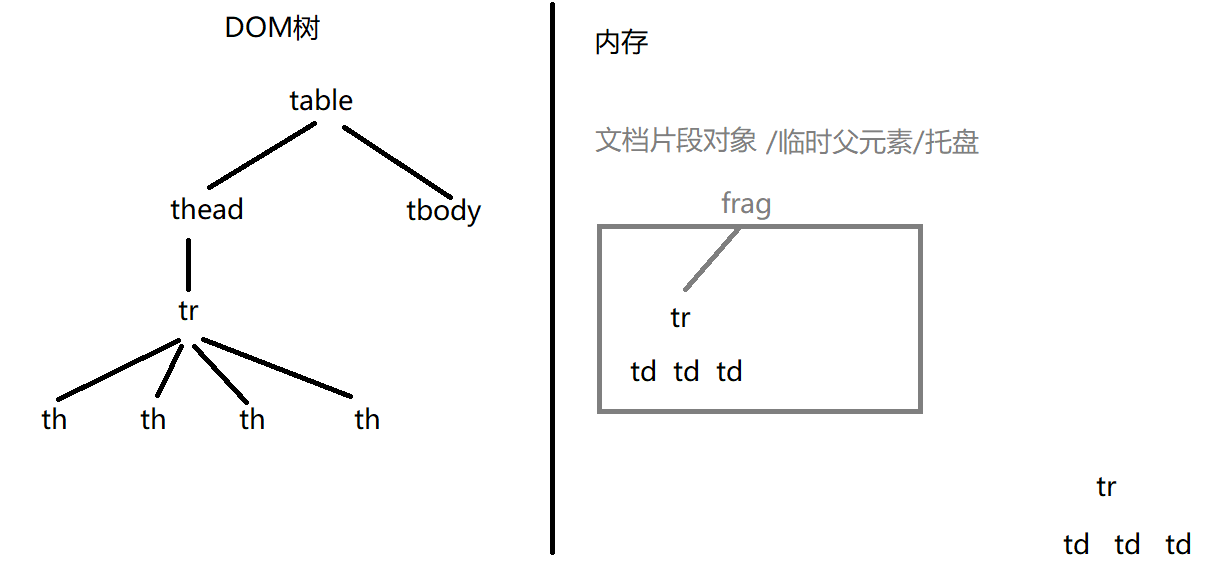 DOM树
table
thead
tbody
tr
th th th th
内存
文档片段对象 /临时父元素/托盘
frag
tr
td td td
tr
td td td